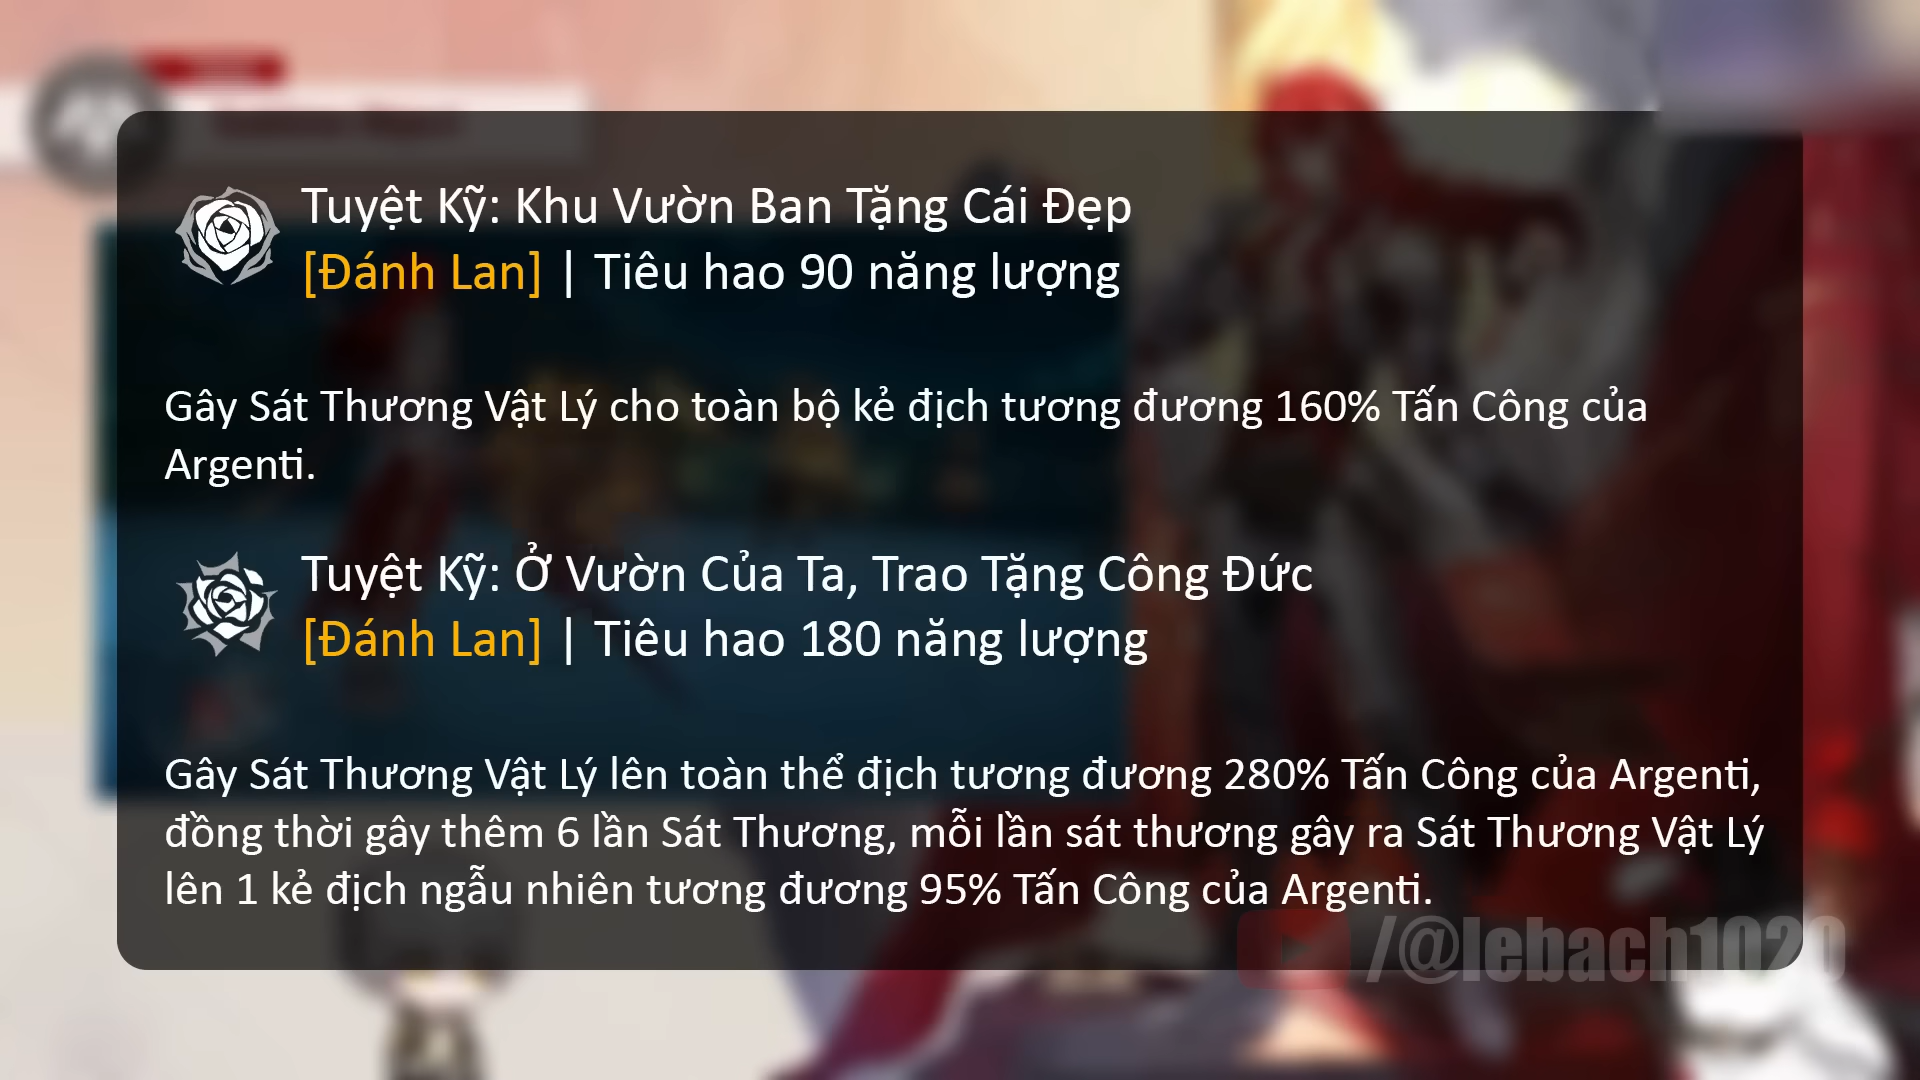 Tuyệt Kỹ: Khu Vườn Ban Tặng Cái Đẹp
[Đánh Lan] | Tiêu hao 90 năng lượng
Gây Sát Thương Vật Lý cho toàn bộ kẻ địch tương đương 160% Tấn Công của
Argenti.
Tuyệt Kỹ: Ở Vườn Của Ta, Trao Tặng Công Đức
[Đánh Lan] | Tiêu hao 180 năng lượng
Gây Sát Thương Vật Lý lên toàn thể địch tương đương 280% Tấn Công của Argenti,
đồng thời gây thêm 6 lần Sát Thương, mỗi lần sát thương gây ra Sát Thương Vật Lý
lên 1 kẻ địch ngẫu nhiên tương đương 95% Tấn Công của Argenti.
/@lebach1020